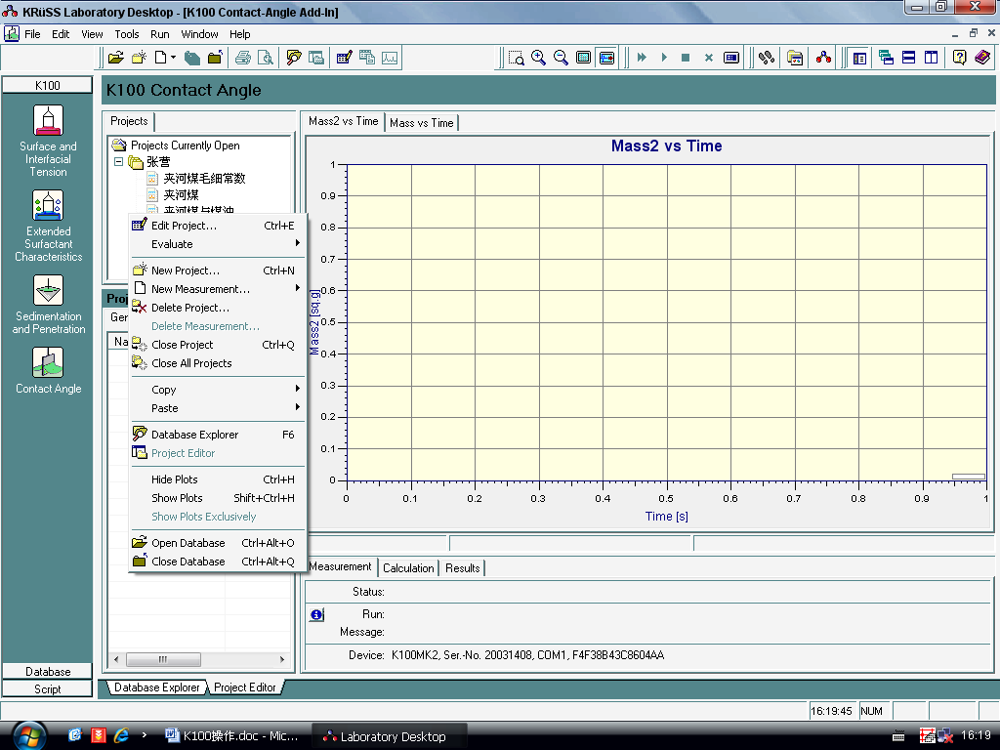 KRüSS Laboratory Desktop - [K100 Contact-Angle Add-In]
File Edit View Tools Run Window Help
K100
K100 Contact Angle
Surface and
Interfacial
Tension
Extended
Surfactant
Characteristics
Sedimentation
and Penetration
Contact Angle
Database
Script
Projects
Projects Currently Open
张营
夹河煤毛细常数
夹河煤
夹河煤与煤油
Edit Project... Ctrl+E
Evaluate
New Project... Ctrl+N
New Measurement...
Delete Project...
Delete Measurement...
Close Project Ctrl+Q
Close All Projects
Copy
Paste
Database Explorer F6
Project Editor
Hide Plots Ctrl+H
Show Plots Shift+Ctrl+H
Show Plots Exclusively
Open Database Ctrl+Alt+O
Close Database Ctrl+Alt+Q
Proj
Ger
Na
Mass2 vs Time Mass vs Time
Mass2 vs Time
1
0.9
0.8
0.7
0.6
0.5
0.4
0.3
0.2
0.1
0
Mass2 [sq.g]
0 0.1 0.2 0.3 0.4 0.5 0.6 0.7 0.8 0.9 1
Time [s]
Measurement Calculation Results
Status:
Run:
Message:
Device: K100MK2, Ser.-No. 20031408, COM1, F4F38B43C8604AA
Database Explorer Project Editor
16:19:45 NUM
K100操作.doc - Mic... Laboratory Desktop 16:19